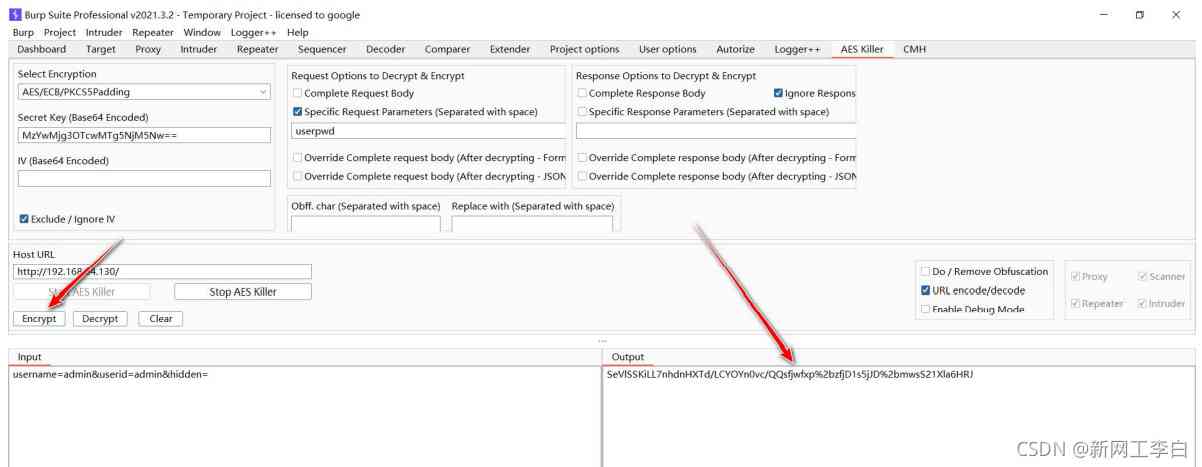 Burp Suite Professional v2021.3.2 - Temporary Project - licensed to google
Burp Project Intruder Repeater Window Logger++ Help
Dashboard Target Proxy Intruder Repeater Sequencer Decoder Comparer Extender Project options User options Autorize Logger++ AES Killer CMH
Select Encryption
AES/ECB/PKCS5Padding
Secret Key (Base64 Encoded)
MzYwMjg3OTcwMTg5NjM5Nw==
IV (Base64 Encoded)
Exclude / Ignore IV
Request Options to Decrypt & Encrypt
Complete Request Body
Specific Request Parameters (Separated with space)
userpwd
Override Complete request body (After decrypting - Form
Override Complete request body (After decrypting - JSON
Response Options to Decrypt & Encrypt
Complete Response Body
Ignore Respons
Specific Response Parameters (Separated with space)
Override Complete response body (After decrypting - Form
Override Complete response body (After decrypting - JSON
Obff. char (Separated with space) Replace with (Separated with space)
Host URL
http://192.168. 4.130/
AES Killer
Stop AES Killer
Encrypt Decrypt Clear
Do / Remove Obfuscation
URL encode/decode
Enable Debug Mode
Proxy Scanner
Repeater Intruder
Input
username=admin&userid=admin&hidden=
Output
SeVlSSKiLL7nhdnHXTd/LCYOYn0vc/QQsfjwfxp%2bzfjD1s5jJD%2bmwsS21Xla6HRJ
CSDN @新网工李白